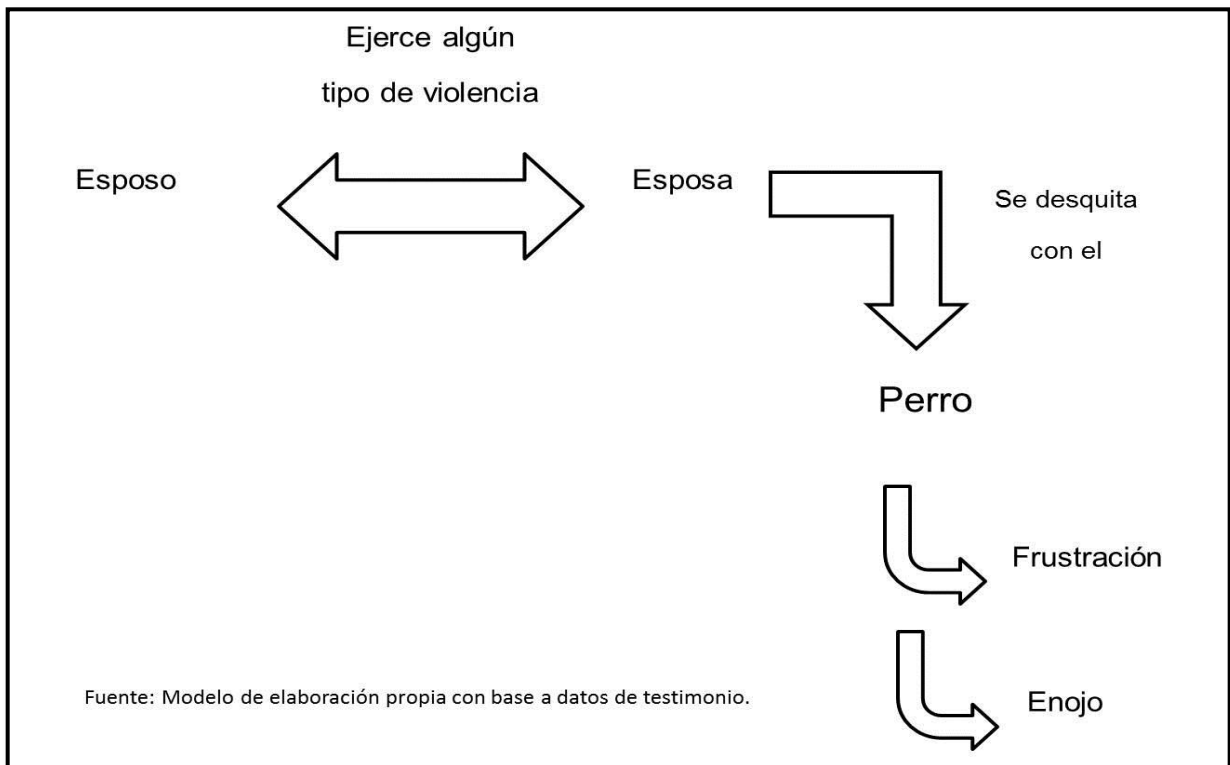 Ejerce algún
tipo de violencia
Esposo
Esposa
Se desquita
con el
Perro
Frustración
Enojo
Fuente: Modelo de elaboración propia con base a datos de testimonio.